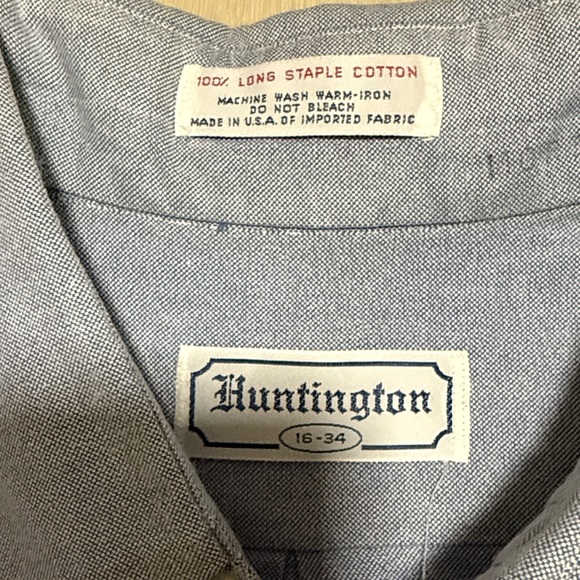 100% LONG STAPLE COTTON
MACHINE WASH WARM-IRON
DO NOT BLEACH
MADE IN U.S.A. OF IMPORTED FABRIC
Huntington
16-34